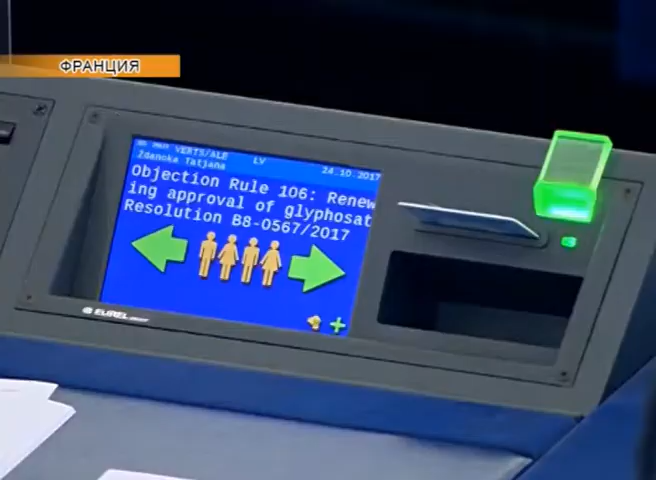 ФРАНЦИЯ
VERTS/ALE LV 24.10.2017
Zdanoka Tatjana
Objection Rule 106: Renew
ing approval of glyphosat
Resolution B8-0567/2017
EUREL